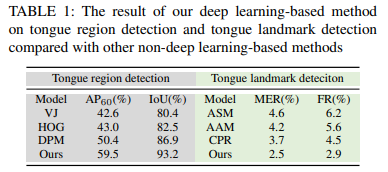 TABLE 1: The result of our deep learning-based method
on tongue region detection and tongue landmark detection
compared with other non-deep learning-based methods
Tongue region detection Tongue landmark deteciton
Model AP60(%) IoU(%) Model MER(%) FR(%)
VJ 42.6 80.4 ASM 4.6 6.2
HOG 43.0 82.5 AAM 4.2 5.6
DPM 50.4 86.9 CPR 3.7 4.5
Ours 59.5 93.2 Ours 2.5 2.9